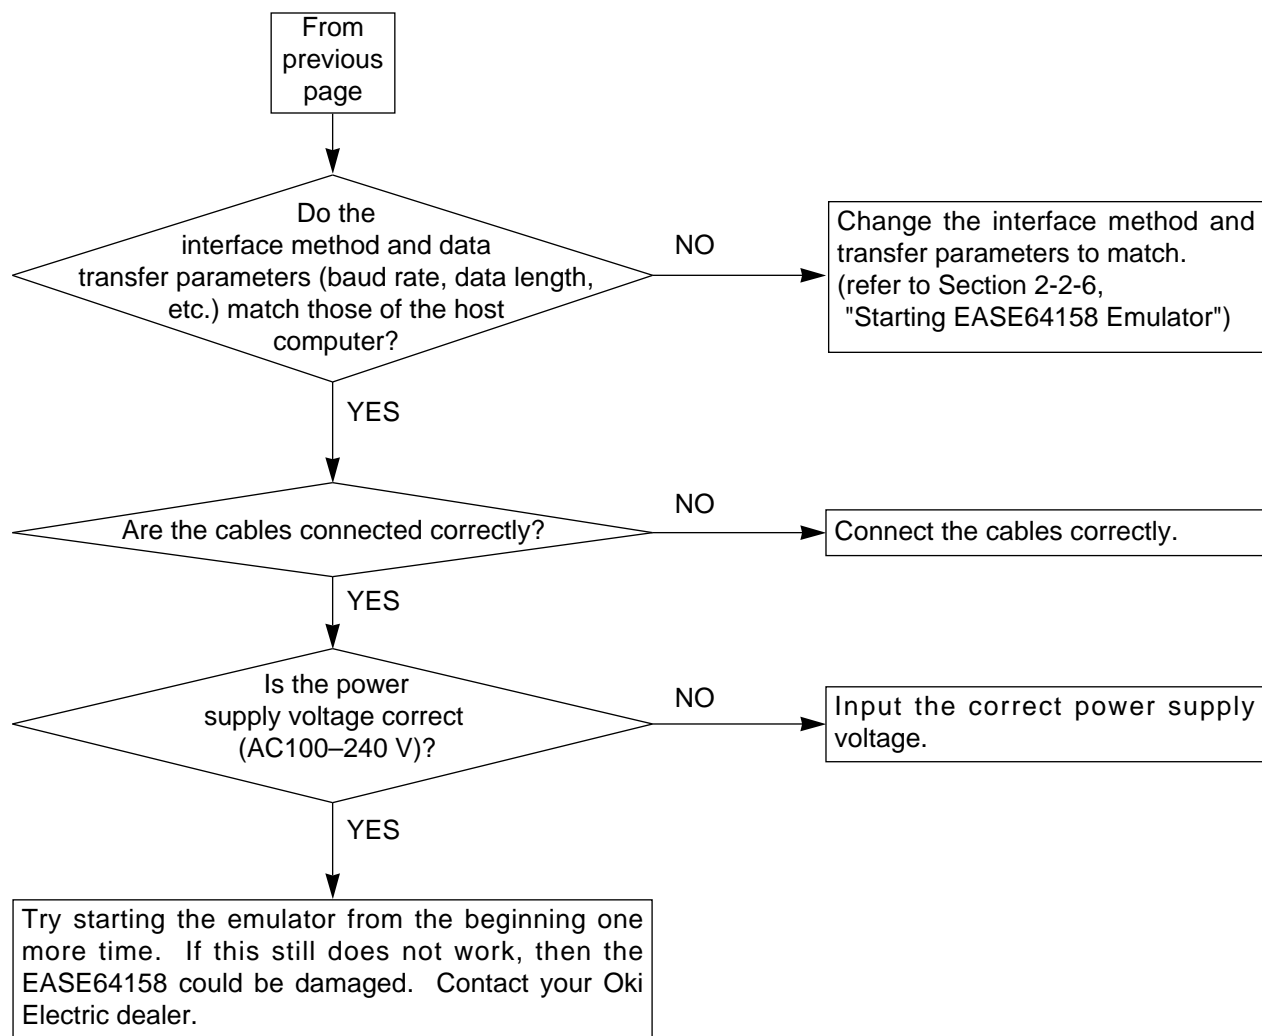 From
previous
page
Do the
interface method and data
transfer parameters (baud rate, data length,
etc.) match those of the host
computer?
NO
Change the interface method and
transfer parameters to match.
(refer to Section 2-2-6,
"Starting EASE64158 Emulator")
YES
Are the cables connected correctly?
NO
Connect the cables correctly.
YES
Is the power
supply voltage correct
(AC100–240 V)?
NO
Input the correct power supply
voltage.
YES
Try starting the emulator from the beginning one
more time. If this still does not work, then the
EASE64158 could be damaged. Contact your Oki
Electric dealer.